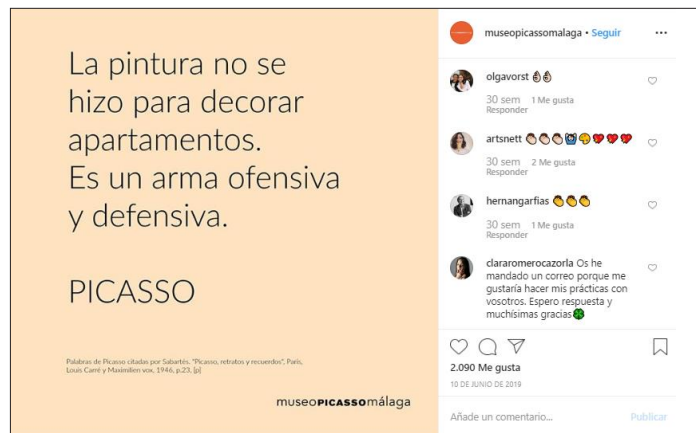 La pintura no se
hizo para decorar
apartamentos.
Es un arma ofensiva
y defensiva.
PICASSO
Palabras de Picasso citadas por Sabartés, "Picasso, retratos y recuerdos", París,
Louis Carré y Maximilien vox, 1946, p.23, [p]
museoPICASSOmálaga
museopicassomalaga • Seguir
olgavorst 👌👌
30 sem 1 Me gusta
Responder
artsnett
30 sem 2 Me gusta
Responder
hernangarfias 👏👏👏
30 sem 1 Me gusta
Responder
clararomerocazorla Os he
mandado un correo porque me
gustaría hacer mis prácticas con
vosotros. Espero respuesta y
muchísimas gracias🍀
2.090 Me gusta
10 DE JUNIO DE 2019
Añade un comentario... Publicar